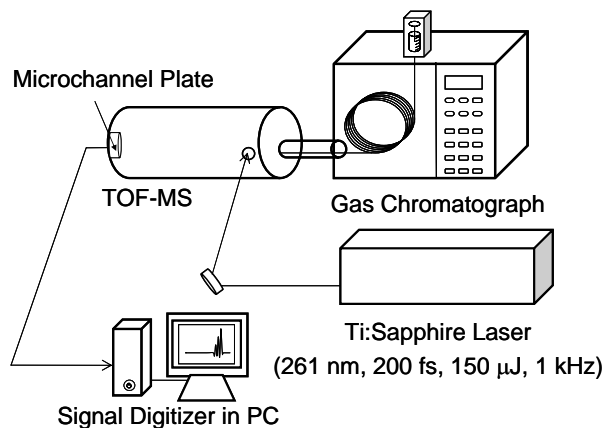 Microchannel Plate
TOF-MS
Gas Chromatograph
Ti:Sapphire Laser
(261 nm, 200 fs, 150 μJ, 1 kHz)
Signal Digitizer in PC